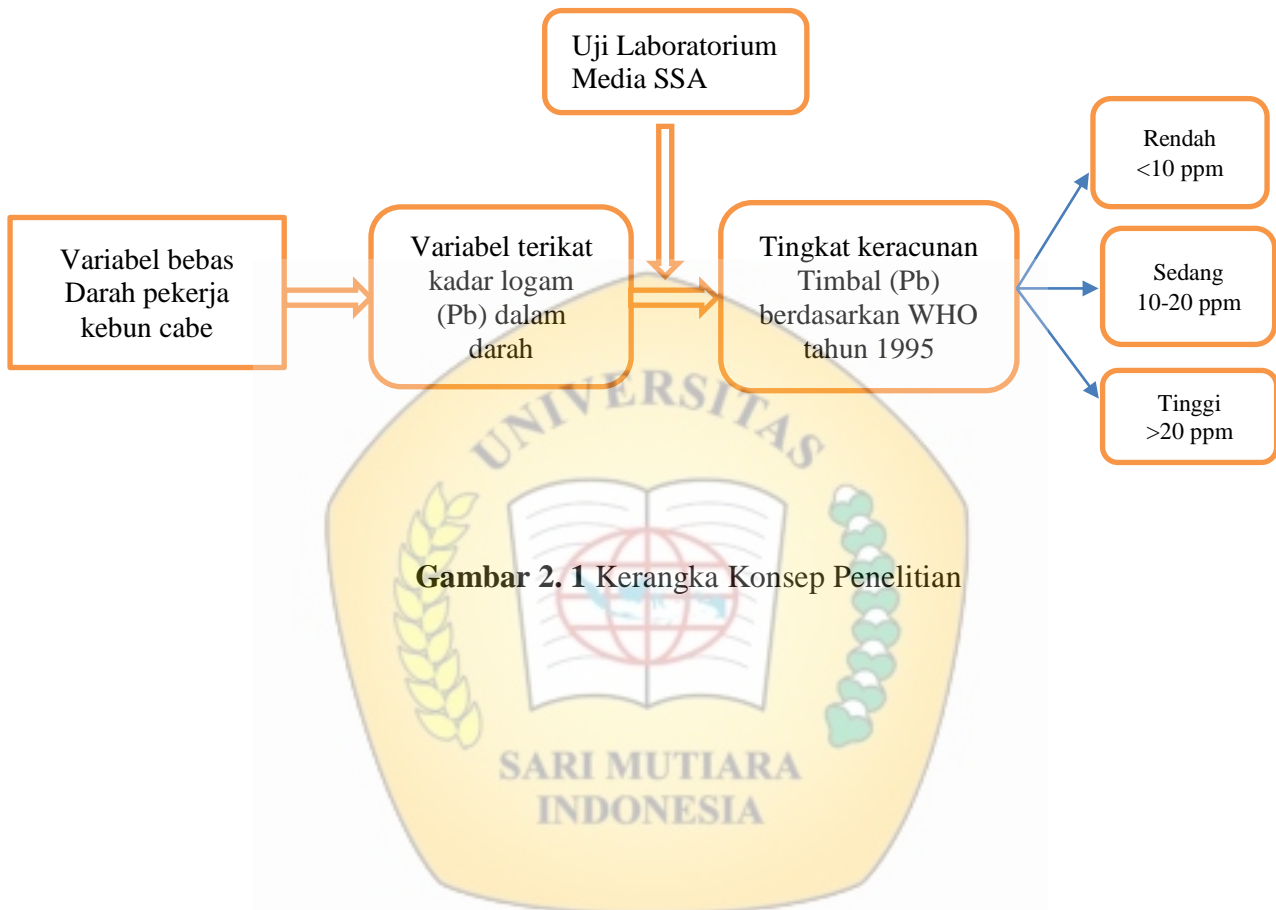 Uji Laboratorium
Media SSA
Variabel bebas
Darah pekerja
kebun cabe
Variabel terikat
kadar logam
(Pb) dalam
darah
Tingkat keracunan
Timbal (Pb)
berdasarkan WHO
tahun 1995
Rendah
<10 ppm
Sedang
10-20 ppm
Tinggi
>20 ppm
UNIVERSITAS
Gambar 2. 1 Kerangka Konsep Penelitian
SARI MUTIARA
INDONESIA